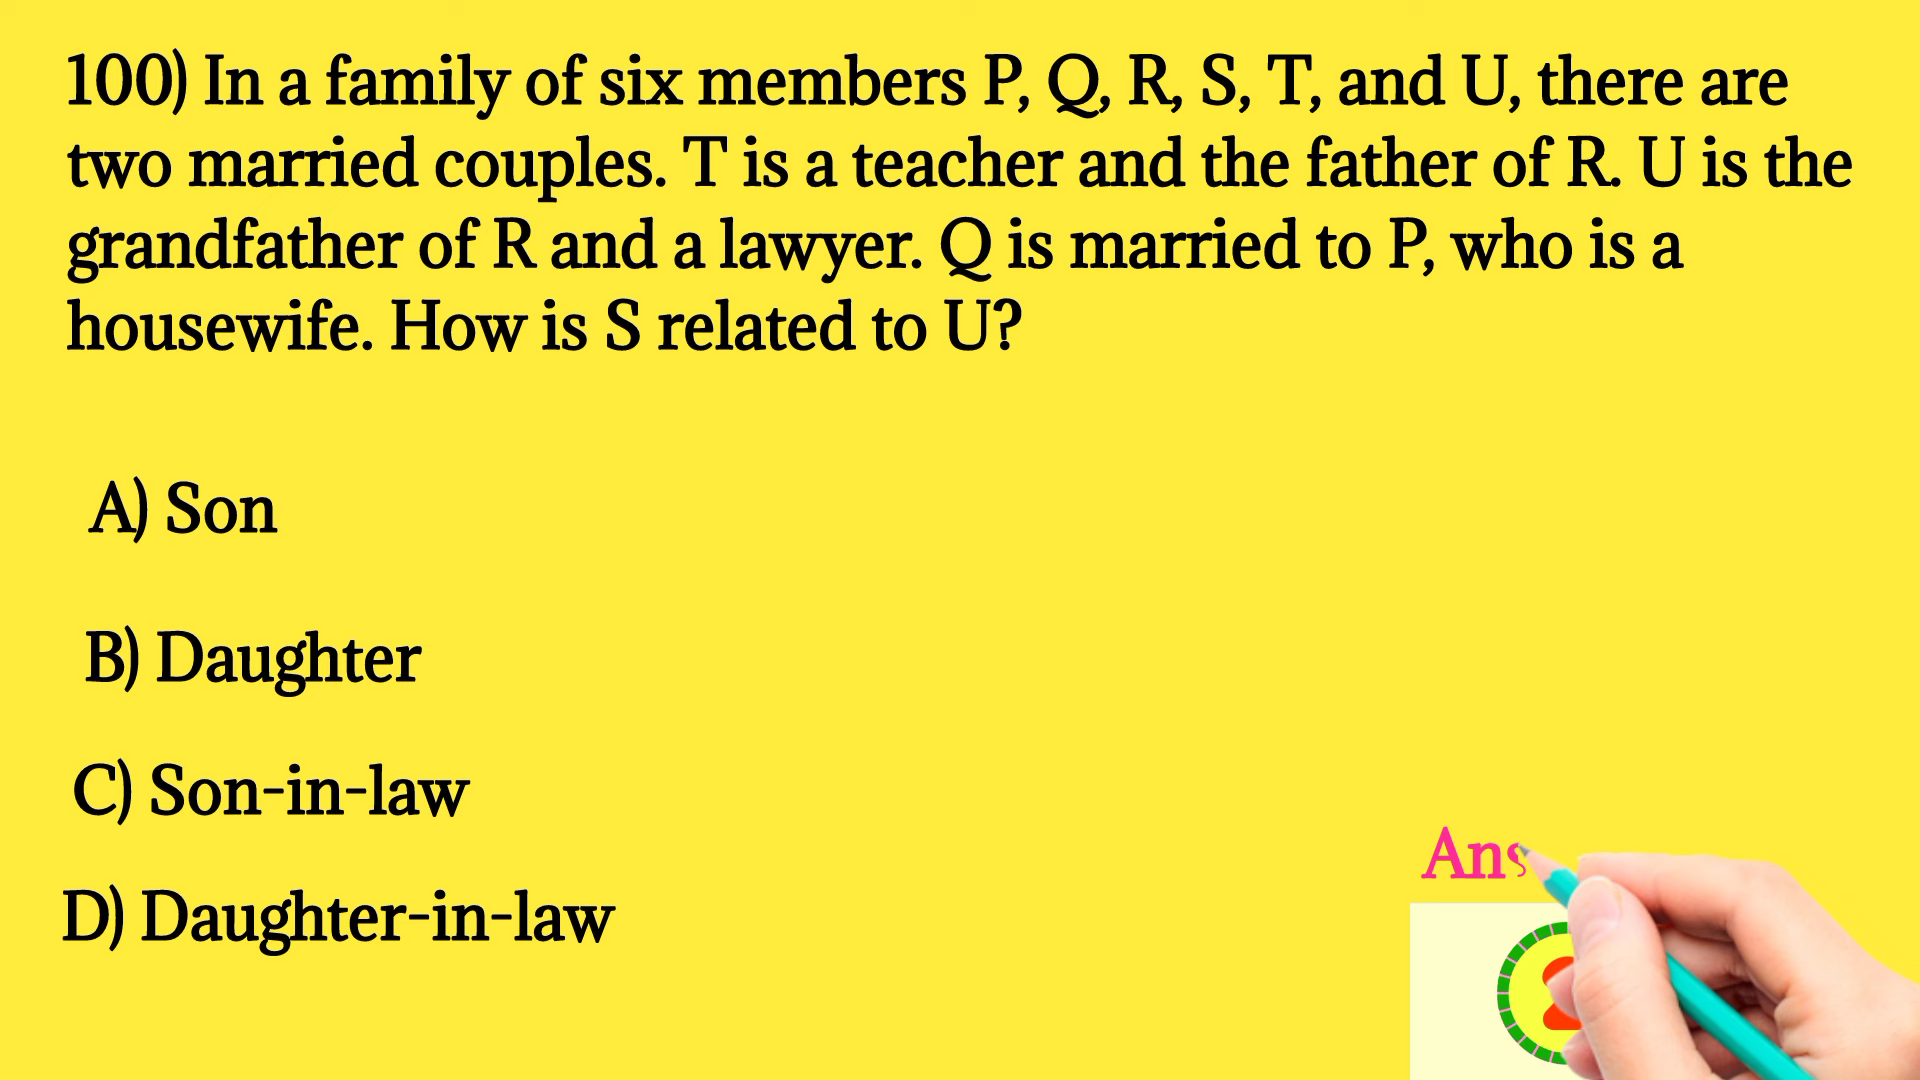 100) In a family of six members P, Q, R, S, T, and U, there are
two married couples. T is a teacher and the father of R. U is the
grandfather of R and a lawyer. Q is married to P, who is a
housewife. How is S related to U?
A) Son
B) Daughter
C) Son-in-law
D) Daughter-in-law
Ans